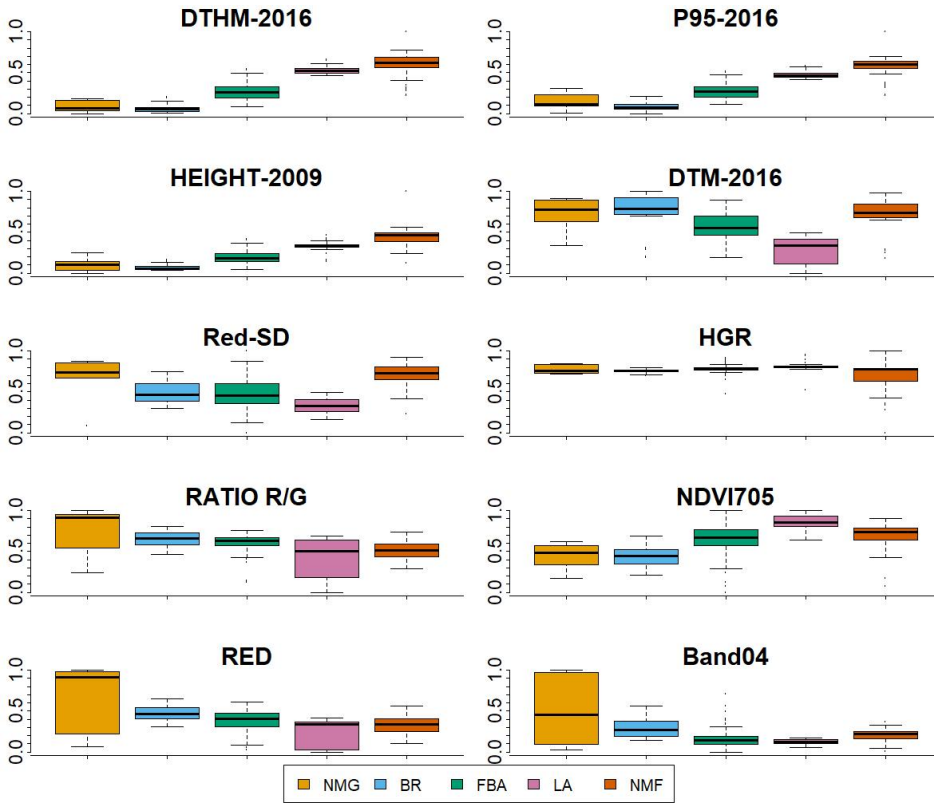 DTHM-2016
P95-2016
0.0 0.5 1.0
0.0 0.5 1.0
HEIGHT-2009
DTM-2016
0.0 0.5 1.0
0.0 0.5 1.0
Red-SD
HGR
0.0 0.5 1.0
0.0 0.5 1.0
RATIO R/G
NDVI705
0.0 0.5 1.0
0.0 0.5 1.0
RED
Band04
0.0 0.5 1.0
0.0 0.5 1.0
NMG BR FBA LA NMF